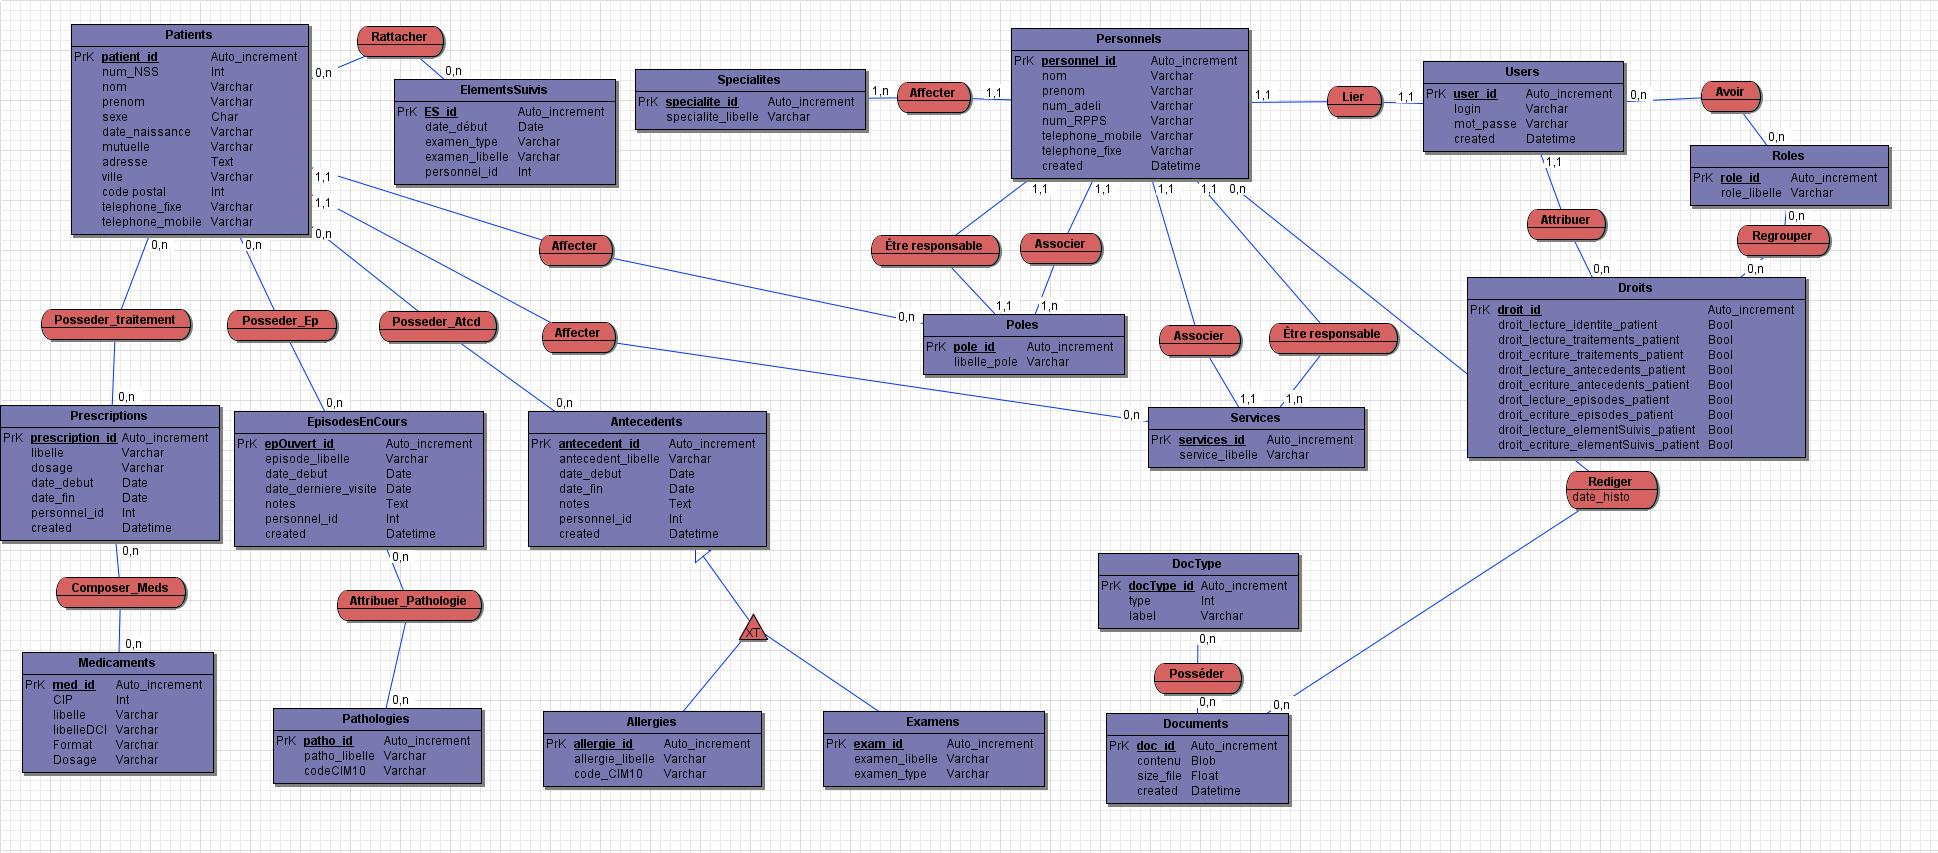 Patients
PrK patient_id Auto_increment
num_NSS Int
nom Varchar
prenom Varchar
sexe Char
date_naissance Varchar
mutuelle Varchar
adresse Text
ville Varchar
code postal Int
telephone_fixe Varchar
telephone_mobile Varchar
Rattacher
0,n
0,n
ElementsSuivis
PrK ES_id Auto_increment
date_début Date
examen_type Varchar
examen_libelle Varchar
personnel_id Int
Specialites
PrK specialite_id Auto_increment
specialite_libelle Varchar
1,n
Affecter
1,1
Personnels
PrK personnel_id Auto_increment
nom Varchar
prenom Varchar
num_adeli Varchar
num_RPPS Varchar
telephone_mobile Varchar
telephone_fixe Varchar
created Datetime
1,1
Lier
1,1
Users
PrK user_id Auto_increment
login Varchar
mot_passe Varchar
created Datetime
0,n
Avoir
0,n
Roles
PrK role_id Auto_increment
role_libelle Varchar
1,1
1,1
0,n
1,1
1,1
1,1
1,1
0,n
1,1
0,n
Attribuer
Regrouper
0,n
0,n
Affecter
Être responsable
Associer
0,n
0,n
0,n
1,1
1,n
Poles
PrK pole_id Auto_increment
libelle_pole Varchar
Droits
PrK droit_id Auto_increment
droit_lecture_identite_patient Bool
droit_lecture_traitements_patient Bool
droit_ecriture_traitements_patient Bool
droit_lecture_antecedents_patient Bool
droit_ecriture_antecedents_patient Bool
droit_lecture_episodes_patient Bool
droit_ecriture_episodes_patient Bool
droit_lecture_elementSuivis_patient Bool
droit_ecriture_elementSuivis_patient Bool
Posseder_traitement
Posseder_Ep
Posseder_Atcd
Affecter
Associer
Être responsable
0,n
0,n
0,n
0,n
1,1
1,n
Services
PrK services_id Auto_increment
service_libelle Varchar
Prescriptions
PrK prescription_id Auto_increment
libelle Varchar
dosage Varchar
date_debut Date
date_fin Date
personnel_id Int
created Datetime
EpisodesEnCours
PrK epOuvert_id Auto_increment
episode_libelle Varchar
date_debut Date
date_derniere_visite Date
notes Text
personnel_id Int
created Datetime
Antecedents
PrK antecedent_id Auto_increment
antecedent_libelle Varchar
date_debut Date
date_fin Date
notes Text
personnel_id Int
created Datetime
Rediger
date_histo
0,n
0,n
Composer_Meds
Attribuer_Pathologie
XT
DocType
PrK docType_id Auto_increment
type Int
label Varchar
0,n
Posséder
0,n
0,n
0,n
0,n
Medicaments
PrK med_id Auto_increment
CIP Int
libelle Varchar
libelleDCI Varchar
Format Varchar
Dosage Varchar
Pathologies
PrK patho_id Auto_increment
patho_libelle Varchar
codeCIM10 Varchar
Allergies
PrK allergie_id Auto_increment
allergie_libelle Varchar
code_CIM10 Varchar
Examens
PrK exam_id Auto_increment
examen_libelle Varchar
examen_type Varchar
Documents
PrK doc_id Auto_increment
contenu Blob
size_file Float
created Datetime